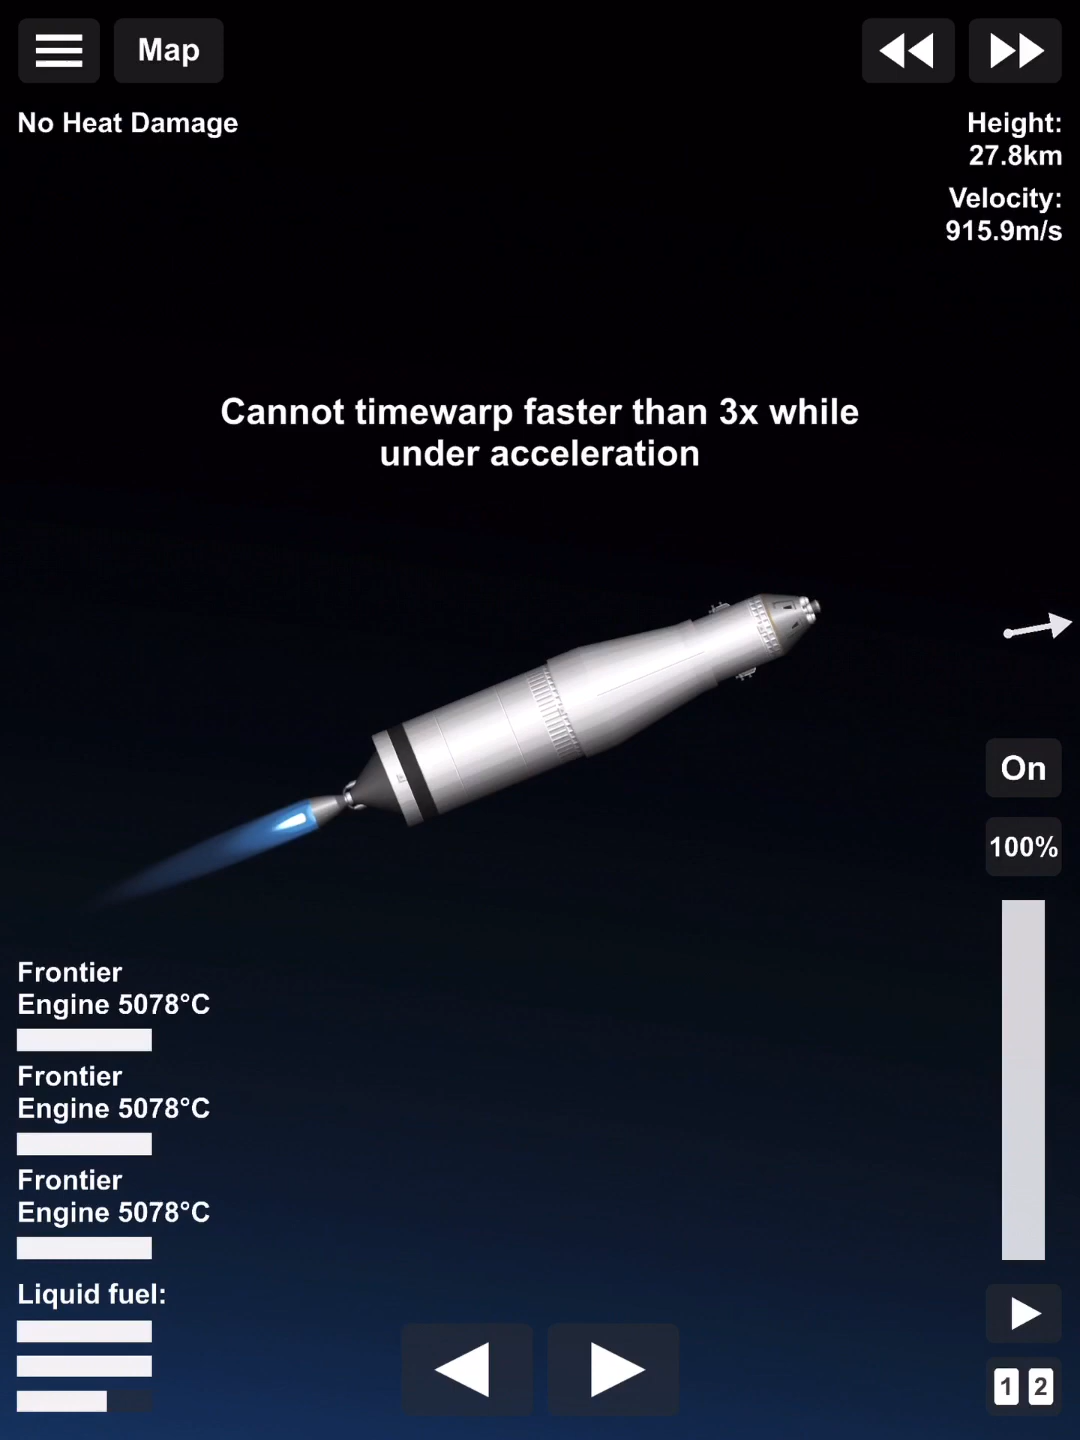 Map
No Heat Damage
Height:
27.8km
Velocity:
915.9m/s
Cannot timewarp faster than 3x while
under acceleration
On
100%
Frontier
Engine 5078°C
Frontier
Engine 5078°C
Frontier
Engine 5078°C
Liquid fuel:
1 2